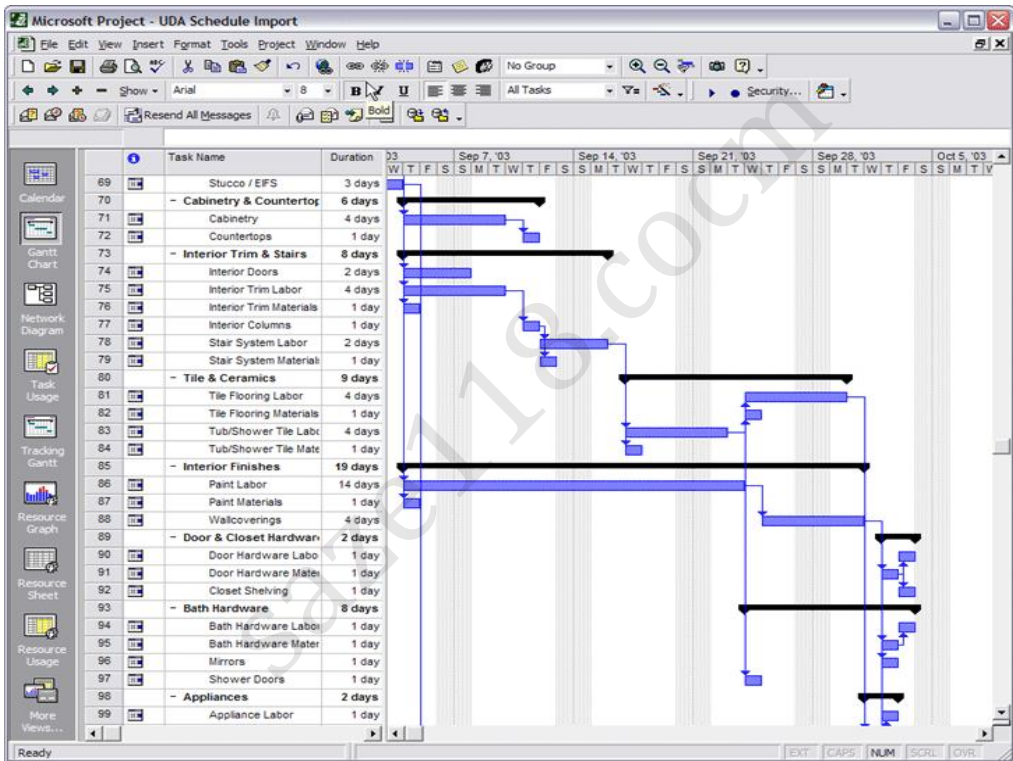 Microsoft Project - UDA Schedule Import
File Edit View Insert Format Tools Project Window Help
No Group
Show Arial 8 B U All Tasks Security...
Resend All Messages Bold
Task Name Duration 03 Sep 7, '03 Sep 14, '03 Sep 21, '03 Sep 28, '03 Oct 5, '03
W T F S S M T W T F S S M T W T F S S M T W T F S S M T W T F S S M T W
69 Stucco / EIFS 3 days
70 - Cabinetry & Countertop 6 days
71 Cabinetry 4 days
72 Countertops 1 day
73 - Interior Trim & Stairs 8 days
74 Interior Doors 2 days
75 Interior Trim Labor 4 days
76 Interior Trim Materials 1 day
77 Interior Columns 1 day
78 Stair System Labor 2 days
79 Stair System Materials 1 day
80 - Tile & Ceramics 9 days
81 Tile Flooring Labor 4 days
82 Tile Flooring Materials 1 day
83 Tub/Shower Tile Labo 4 days
84 Tub/Shower Tile Mate 1 day
85 - Interior Finishes 19 days
86 Paint Labor 14 days
87 Paint Materials 1 day
88 Wallcoverings 4 days
89 - Door & Closet Hardwar 2 days
90 Door Hardware Labo 1 day
91 Door Hardware Mater 1 day
92 Closet Shelving 1 day
93 - Bath Hardware 8 days
94 Bath Hardware Labor 1 day
95 Bath Hardware Mater 1 day
96 Mirrors 1 day
97 Shower Doors 1 day
98 - Appliances 2 days
99 Appliance Labor 1 day
Calendar
Gantt
Chart
Network
Diagram
Task
Usage
Tracking
Gantt
Resource
Graph
Resource
Sheet
Resource
Usage
More
Views...
Ready EXT CAPS NUM SCRL OVR
saze118.cocm